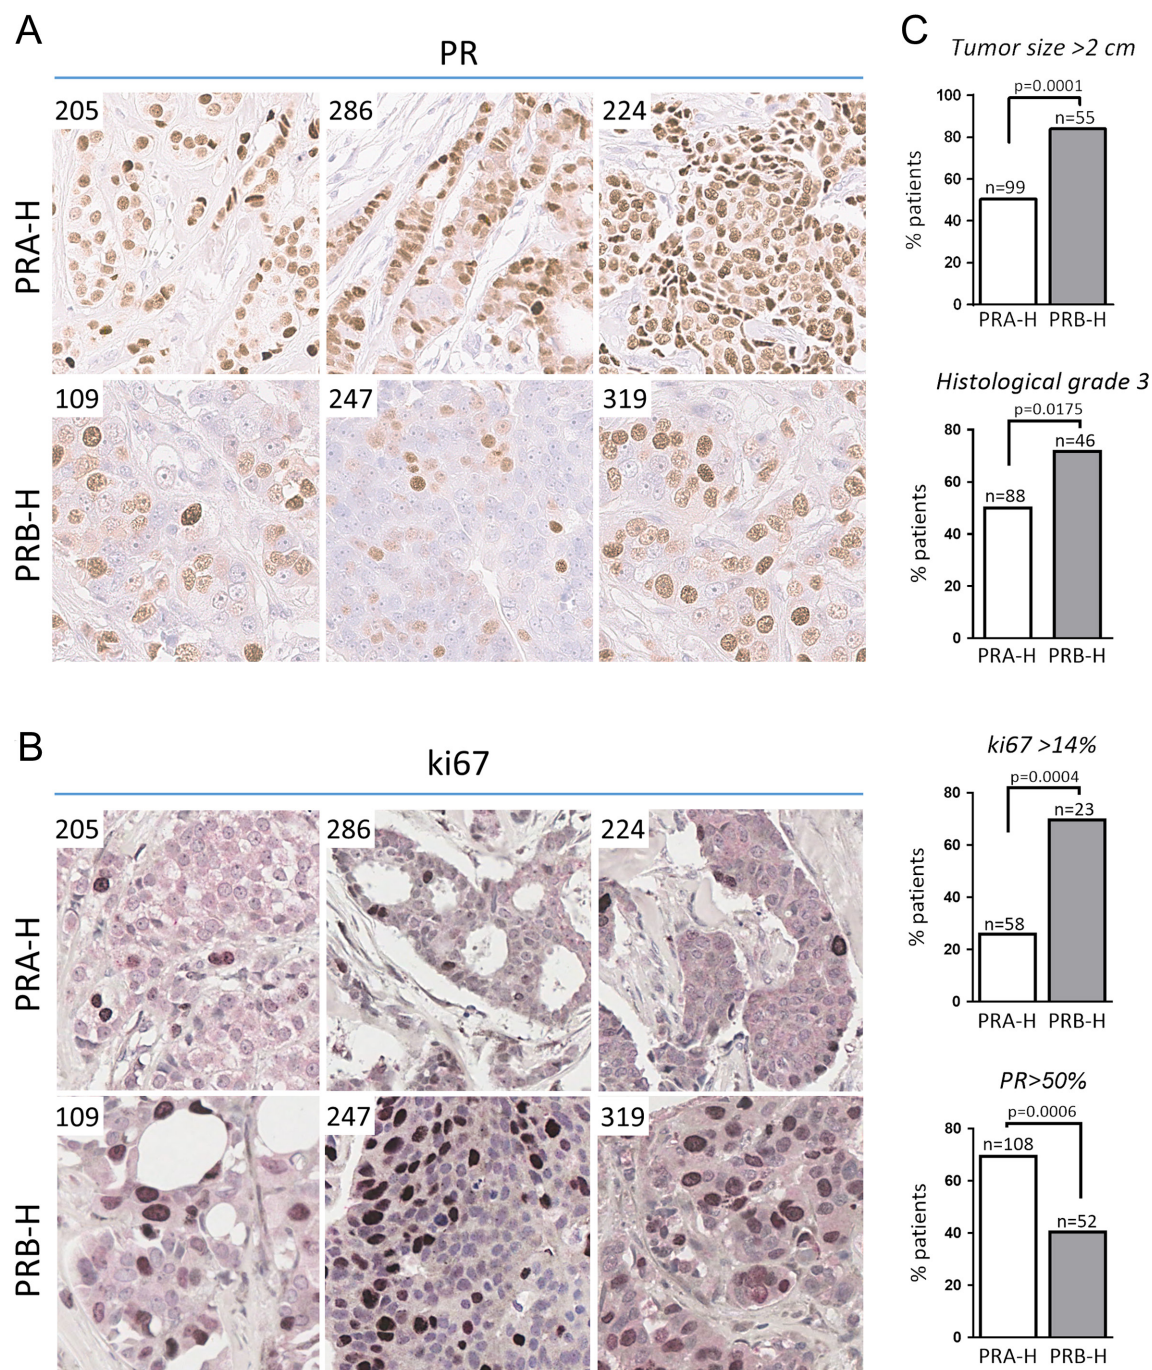 A
PR
205
286
224
PRA-H
109
247
319
PRB-H
B
ki67
205
286
224
PRA-H
109
247
319
PRB-H
C
Tumor size >2 cm
p=0.0001
100
80
60
40
20
0
% patients
n=99
n=55
PRA-H PRB-H
Histological grade 3
p=0.0175
80
60
40
20
0
% patients
n=88
n=46
PRA-H PRB-H
ki67 >14%
p=0.0004
80
60
40
20
0
% patients
n=58
n=23
PRA-H PRB-H
PR>50%
p=0.0006
80
60
40
20
0
% patients
n=108
n=52
PRA-H PRB-H